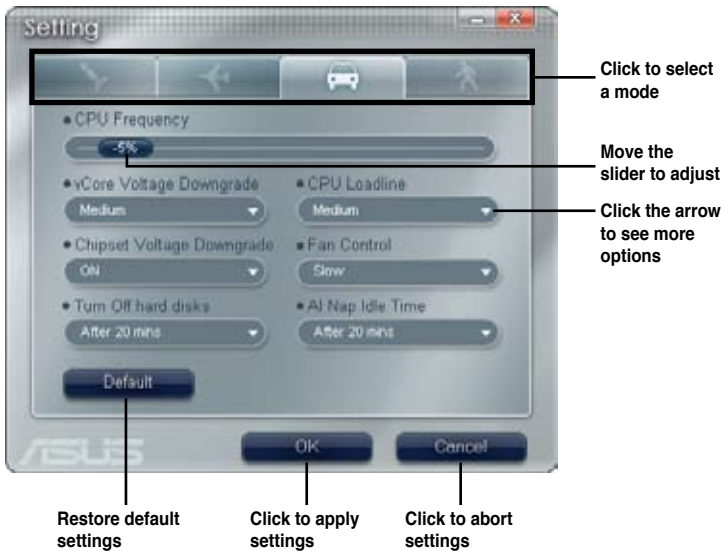 Setting
Click to select
a mode
CPU Frequency
-5%
Move the
slider to adjust
vCore Voltage Downgrade
CPU Loadline
Medium
Medium
Click the arrow
to see more
options
Chipset Voltage Downgrade
Fan Control
ON
Slow
Turn Off hard disks
AI Nap Idle Time
After 20 mins
After 20 mins
Default
ASUS
OK
Cancel
Restore default
settings
Click to apply
settings
Click to abort
settings